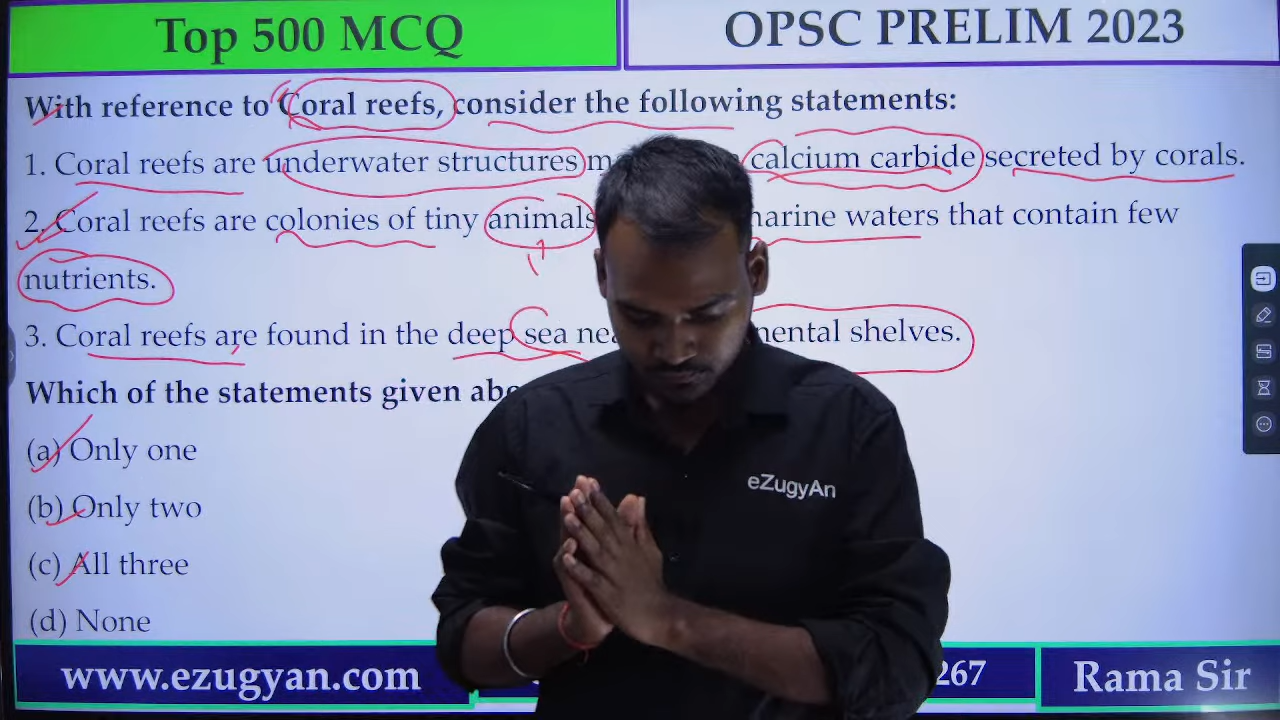 Top 500 MCQ
OPSC PRELIM 2023
With reference to Coral reefs, consider the following statements:
1. Coral reefs are underwater structures calcium carbide secreted by corals.
2. Coral reefs are colonies of tiny animals marine waters that contain few
nutrients.
3. Coral reefs are found in the deep sea shelves.
Which of the statements given
(a) Only one
(b) Only two
(c) All three
(d) None
eZugyAn
www.ezugyan.com
267
Rama Sir